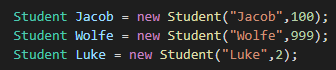 Student Jacob = new Student("Jacob",100);
Student Wolfe = new Student("Wolfe",999);
Student Luke = new Student("Luke",2);